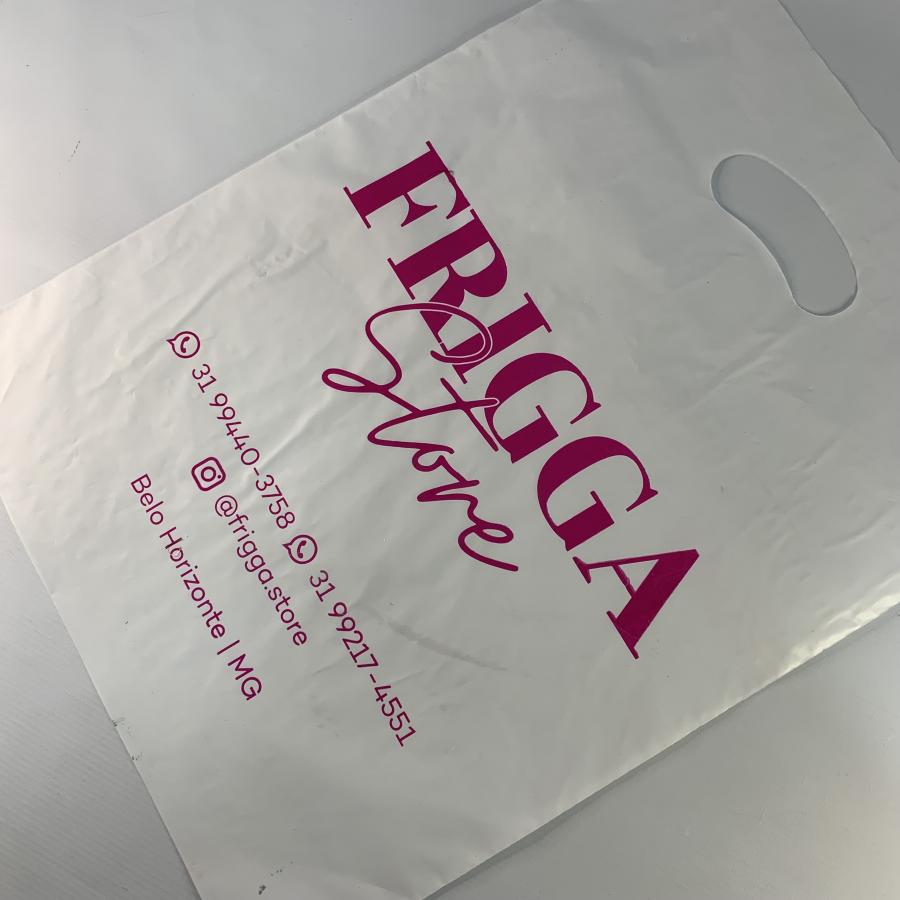 FRIGGA
Store
31 99440-3758 31 99217-4551
@frigga.store
Belo Horizonte | MG